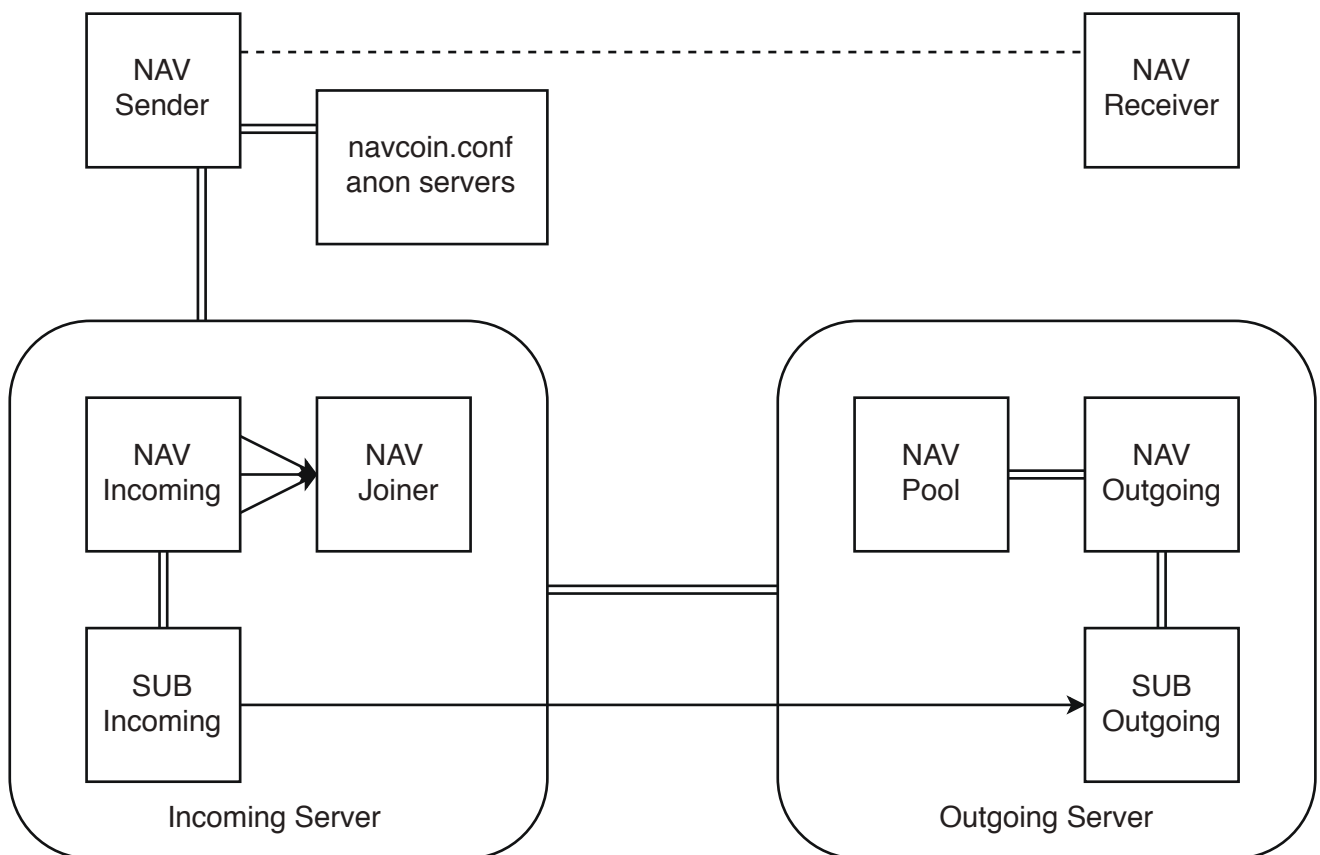 NAV
Sender
NAV
Receiver
navcoin.conf
anon servers
NAV
Incoming
NAV
Joiner
NAV
Pool
NAV
Outgoing
SUB
Incoming
SUB
Outgoing
Incoming Server
Outgoing Server